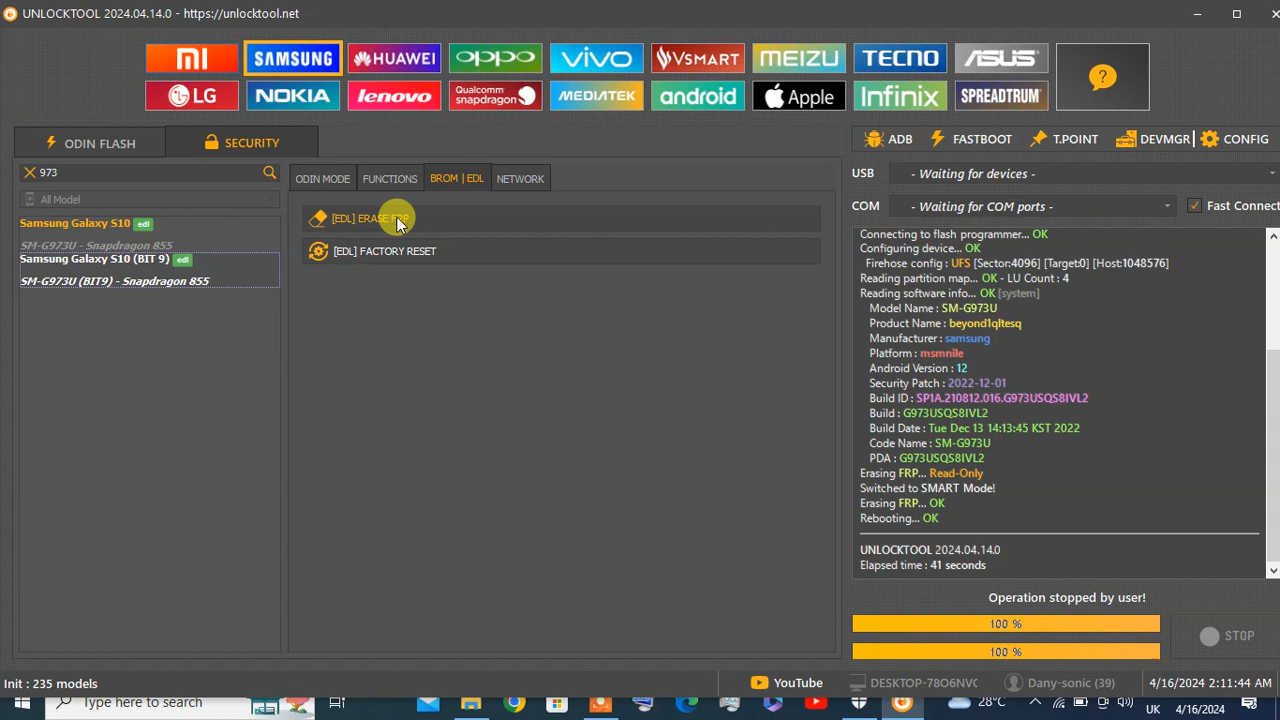 UNLOCKTOOL 2024.04.14.0 - https://unlocktool.net
mi SAMSUNG HUAWEI oppo vivo VSMART MEIZU TECNO ASUS ?
LG NOKIA lenovo Qualcomm snapdragon MEDIATEK android Apple Infinix SPREADTRUM
ODIN FLASH SECURITY
ADB FASTBOOT T.POINT DEVMGR CONFIG
973
All Model
Samsung Galaxy S10 edl
SM-G973U - Snapdragon 855
Samsung Galaxy S10 (BIT 9) edl
SM-G973U (BIT9) - Snapdragon 855
ODIN MODE FUNCTIONS BROM | EDL NETWORK
[EDL] ERASE FRP
[EDL] FACTORY RESET
USB - Waiting for devices -
COM - Waiting for COM ports - Fast Connect
Connecting to flash programmer... OK
Configuring device... OK
Firehose config : UFS [Sector:4096] [Target:0] [Host:1048576]
Reading partition map... OK - LU Count : 4
Reading software info... OK [system]
Model Name : SM-G973U
Product Name : beyond1qltesq
Manufacturer : samsung
Platform : msmnile
Android Version : 12
Security Patch : 2022-12-01
Build ID : SP1A.210812.016.G973USQS8IVL2
Build : G973USQS8IVL2
Build Date : Tue Dec 13 14:13:45 KST 2022
Code Name : SM-G973U
PDA : G973USQS8IVL2
Erasing FRP... Read-Only
Switched to SMART Mode!
Erasing FRP... OK
Rebooting... OK
UNLOCKTOOL 2024.04.14.0
Elapsed time : 41 seconds
Operation stopped by user!
100 %
100 %
STOP
Init : 235 models
YouTube DESKTOP-78O6NVC Dany-sonic (39) 4/16/2024 2:11:44 AM
Type here to search
28°C UK 4/16/2024